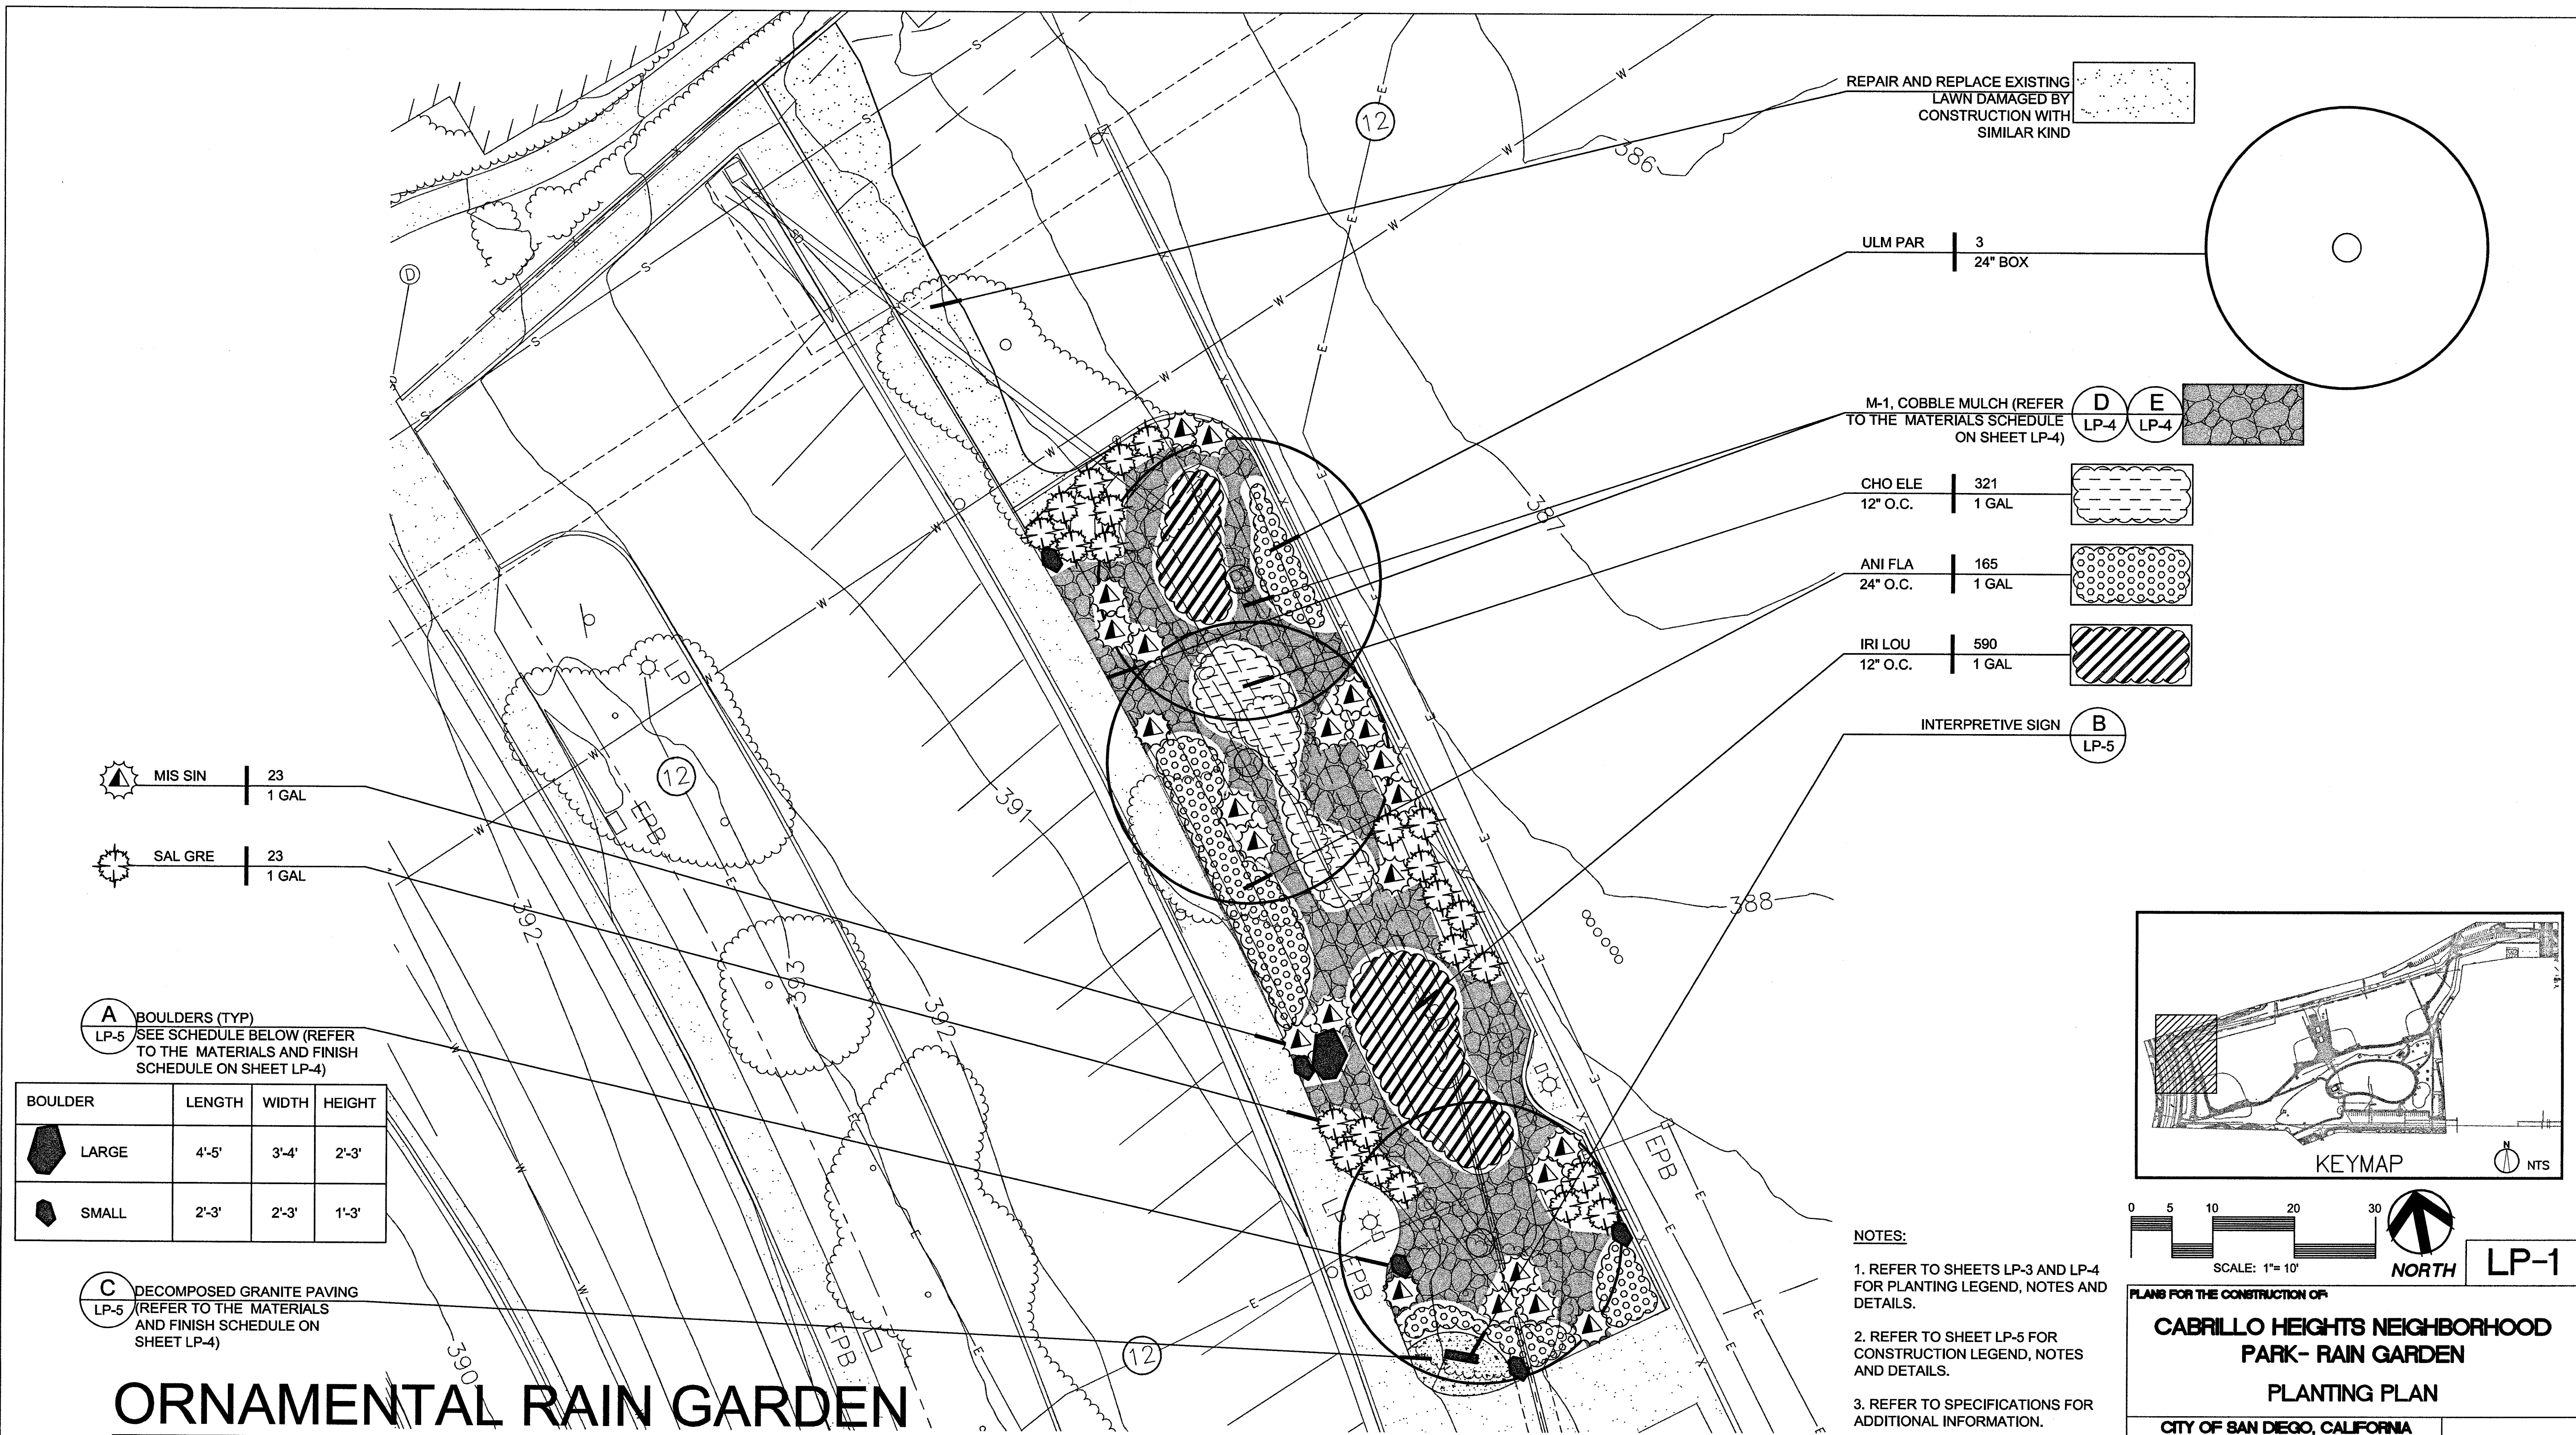 REPAIR AND REPLACE EXISTING
LAWN DAMAGED BY
CONSTRUCTION WITH
SIMILAR KIND
ULM PAR
3
24" BOX
M-1, COBBLE MULCH (REFER
TO THE MATERIALS SCHEDULE
ON SHEET LP-4)
D
LP-4
E
LP-4
CHO ELE
12" O.C.
321
1 GAL
ANI FLA
24" O.C.
165
1 GAL
IRI LOU
12" O.C.
590
1 GAL
INTERPRETIVE SIGN
B
LP-5
MIS SIN
23
1 GAL
SAL GRE
23
1 GAL
A
LP-5
BOULDERS (TYP)
SEE SCHEDULE BELOW (REFER
TO THE MATERIALS AND FINISH
SCHEDULE ON SHEET LP-4)
BOULDER LENGTH WIDTH HEIGHT
LARGE 4'-5' 3'-4' 2'-3'
SMALL 2'-3' 2'-3' 1'-3'
C
LP-5
DECOMPOSED GRANITE PAVING
(REFER TO THE MATERIALS
AND FINISH SCHEDULE ON
SHEET LP-4)
ORNAMENTAL RAIN GARDEN
12
12
12
D
386
387
388
391
392
393
392
390
LP
EPB
EPB
LP
EPB
EPB
NOTES:
1. REFER TO SHEETS LP-3 AND LP-4
FOR PLANTING LEGEND, NOTES AND
DETAILS.
2. REFER TO SHEET LP-5 FOR
CONSTRUCTION LEGEND, NOTES
AND DETAILS.
3. REFER TO SPECIFICATIONS FOR
ADDITIONAL INFORMATION.
KEYMAP
N
NTS
0 5 10 20 30
SCALE: 1"= 10'
NORTH
LP-1
PLANS FOR THE CONSTRUCTION OF:
CABRILLO HEIGHTS NEIGHBORHOOD
PARK- RAIN GARDEN
PLANTING PLAN
CITY OF SAN DIEGO, CALIFORNIA